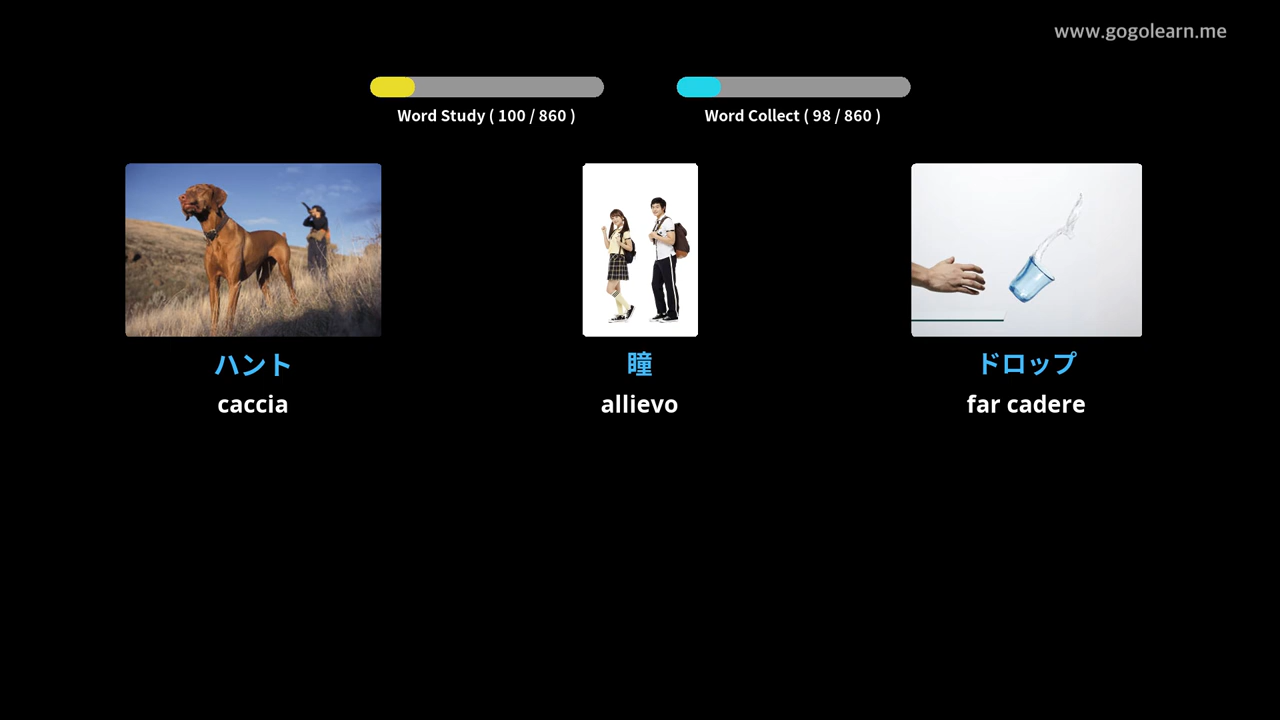 www.gogolearn.me
Word Study ( 100 / 860 )
Word Collect ( 98 / 860 )
ハント
瞳
ドロップ
caccia
allievo
far cadere